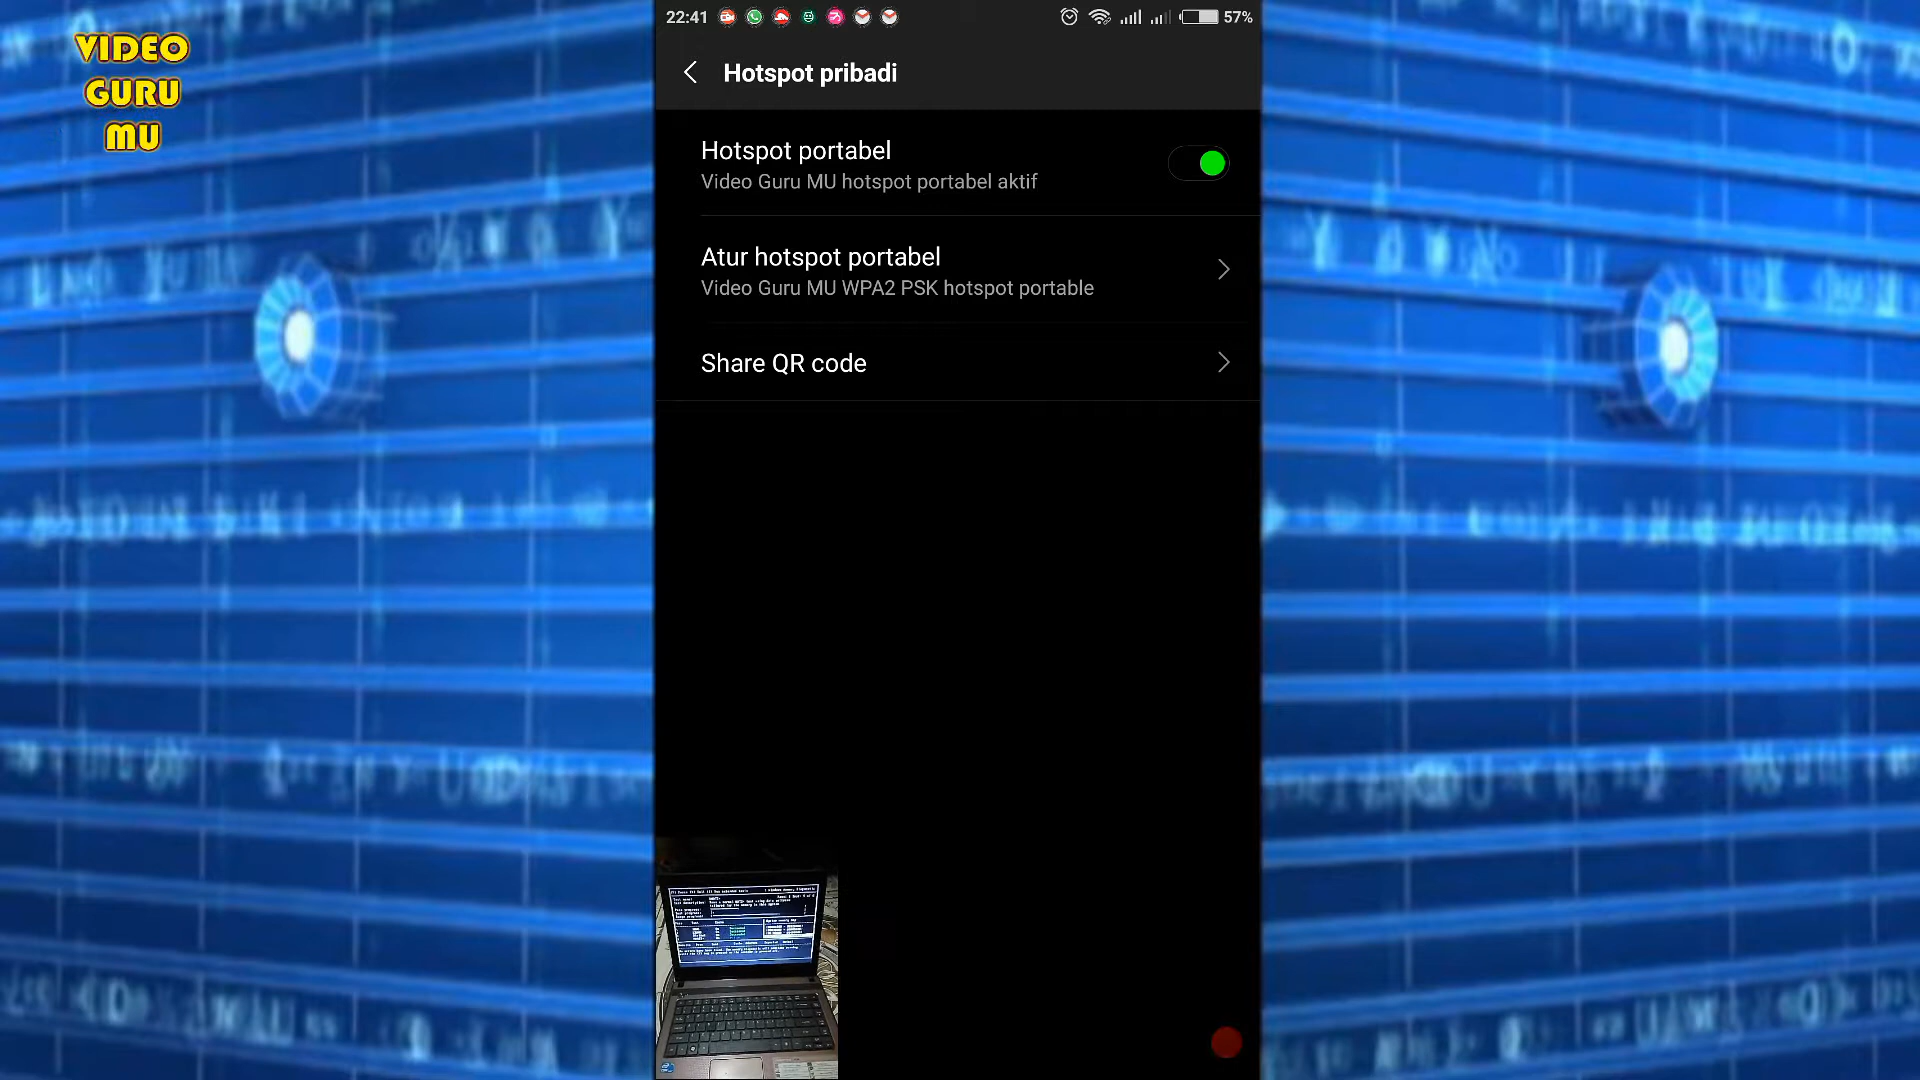 VIDEO
GURU
MU
22:41
57%
Hotspot pribadi
Hotspot portabel
Video Guru MU hotspot portabel aktif
Atur hotspot portabel
Video Guru MU WPA2 PSK hotspot portable
Share QR code